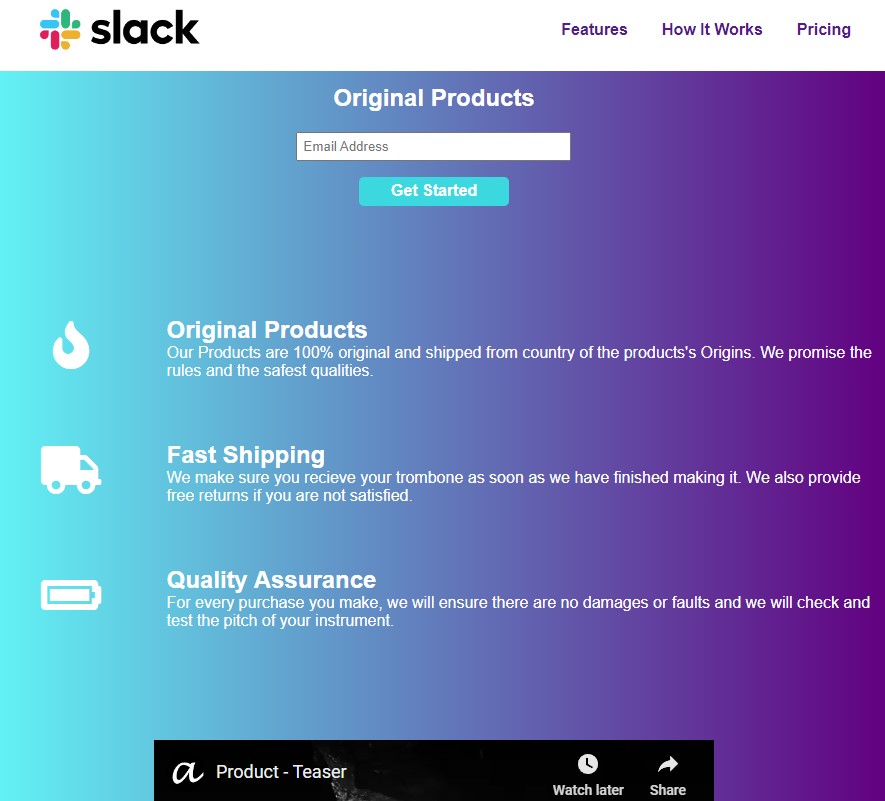 slack
Features How It Works Pricing
Original Products
Email Address
Get Started
Original Products
Our Products are 100% original and shipped from country of the products's Origins. We promise the
rules and the safest qualities.
Fast Shipping
We make sure you recieve your trombone as soon as we have finished making it. We also provide
free returns if you are not satisfied.
Quality Assurance
For every purchase you make, we will ensure there are no damages or faults and we will check and
test the pitch of your instrument.
a Product - Teaser
Watch later Share